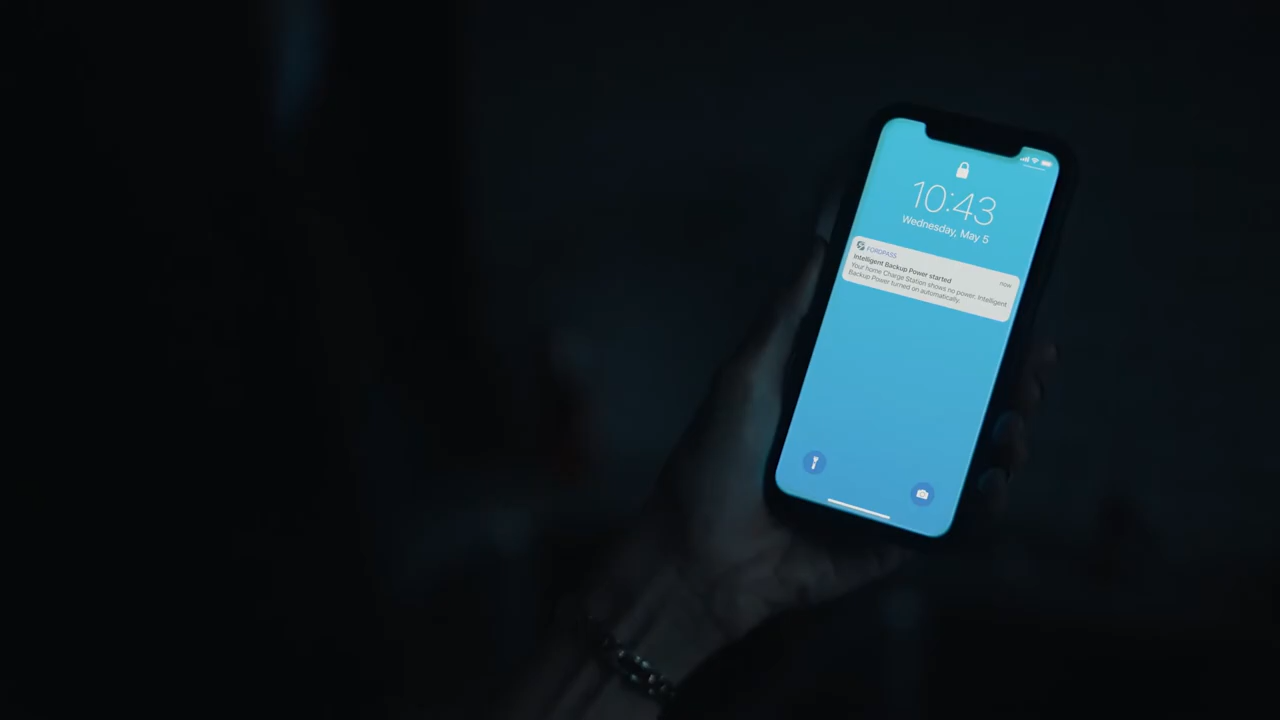 10:43
Wednesday, May 5
FORDPASS
now
Intelligent Backup Power started
Your home Charge Station shows no power. Intelligent
Backup Power turned on automatically.